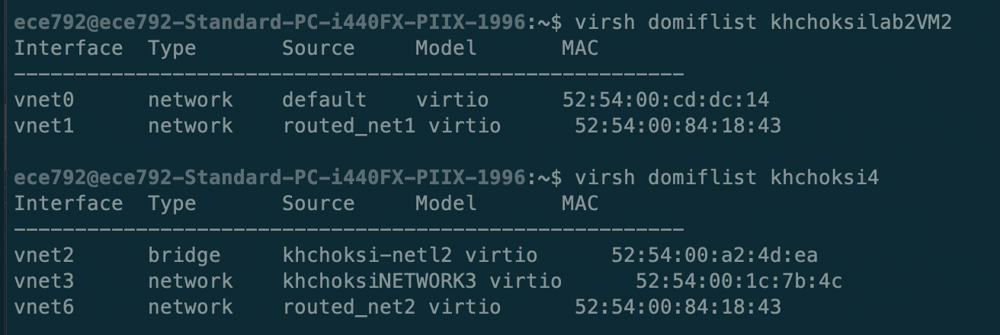 ece792@ece792-Standard-PC-i440FX-PIIX-1996:~$ virsh domiflist khchoksilab2VM2
Interface  Type       Source     Model       MAC
-------------------------------------------------------
vnet0      network    default    virtio      52:54:00:cd:dc:14
vnet1      network    routed_net1 virtio      52:54:00:84:18:43

ece792@ece792-Standard-PC-i440FX-PIIX-1996:~$ virsh domiflist khchoksi4
Interface  Type       Source     Model       MAC
-------------------------------------------------------
vnet2      bridge     khchoksi-netl2 virtio      52:54:00:a2:4d:ea
vnet3      network    khchoksiNETWORK3 virtio      52:54:00:1c:7b:4c
vnet6      network    routed_net2 virtio      52:54:00:84:18:43